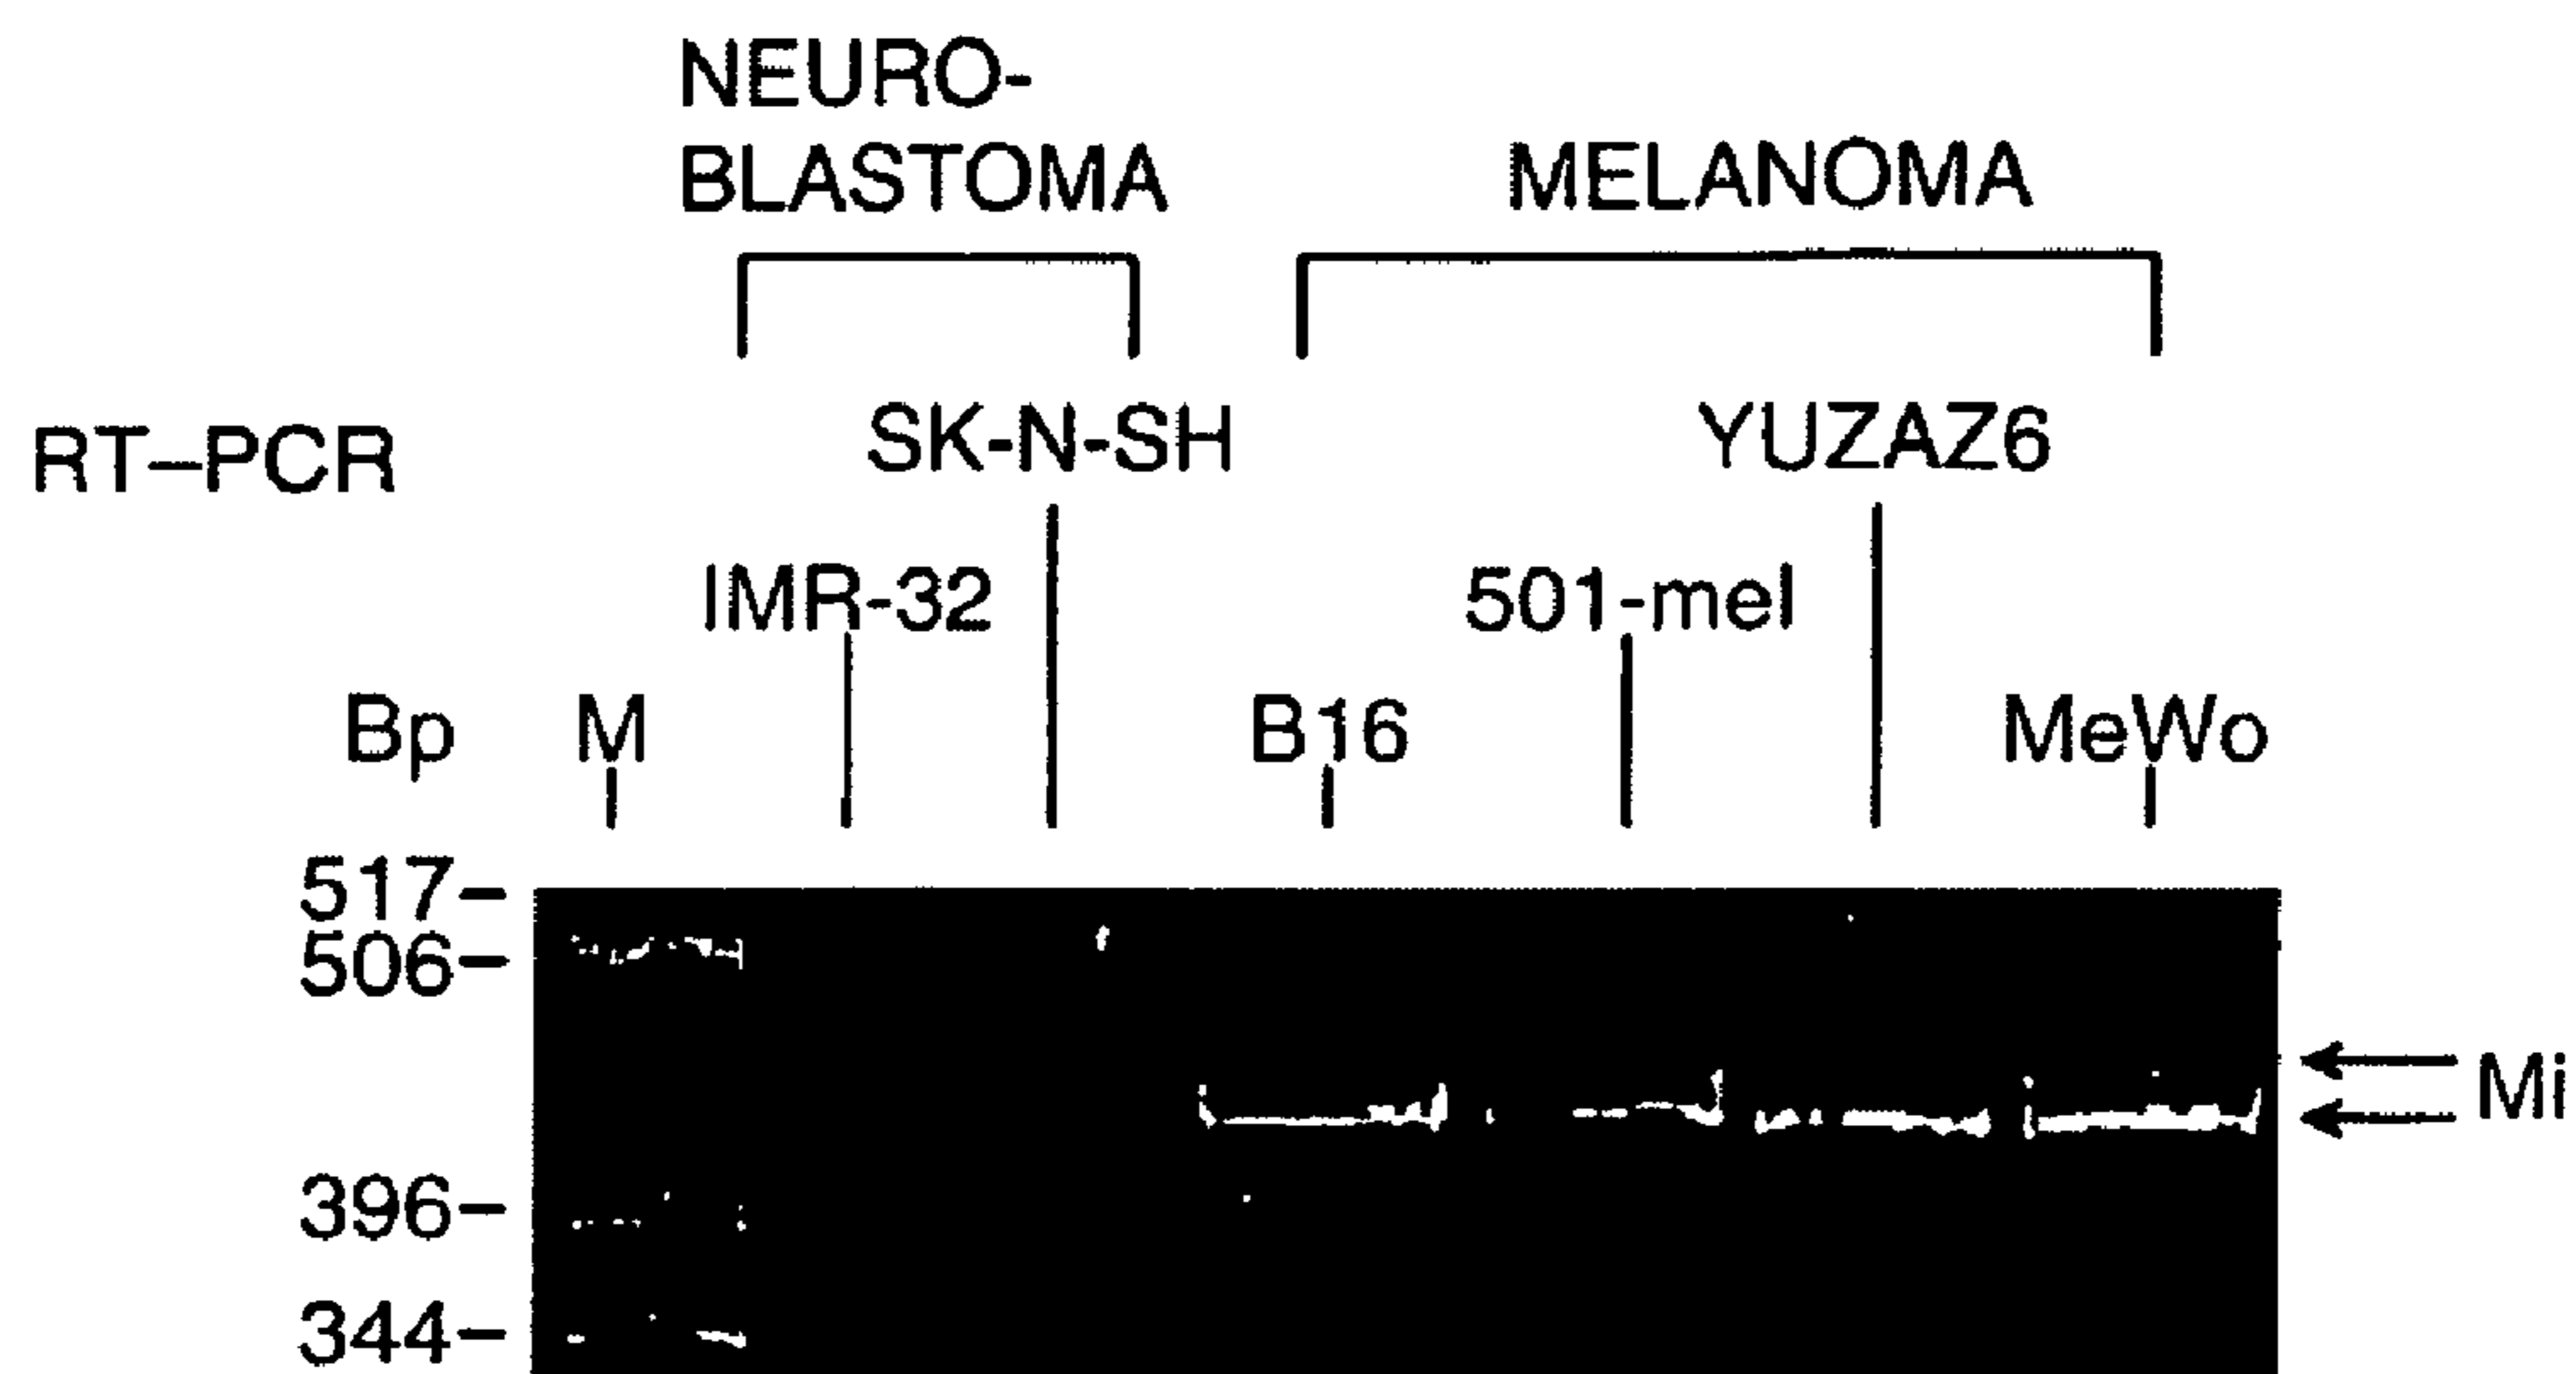 NEURO-
BLASTOMA
MELANOMA
RT–PCR
SK-N-SH
YUZAZ6
IMR-32
501-mel
Bp
M
B16
MeWo
517–
506–
Mi
396–
344–